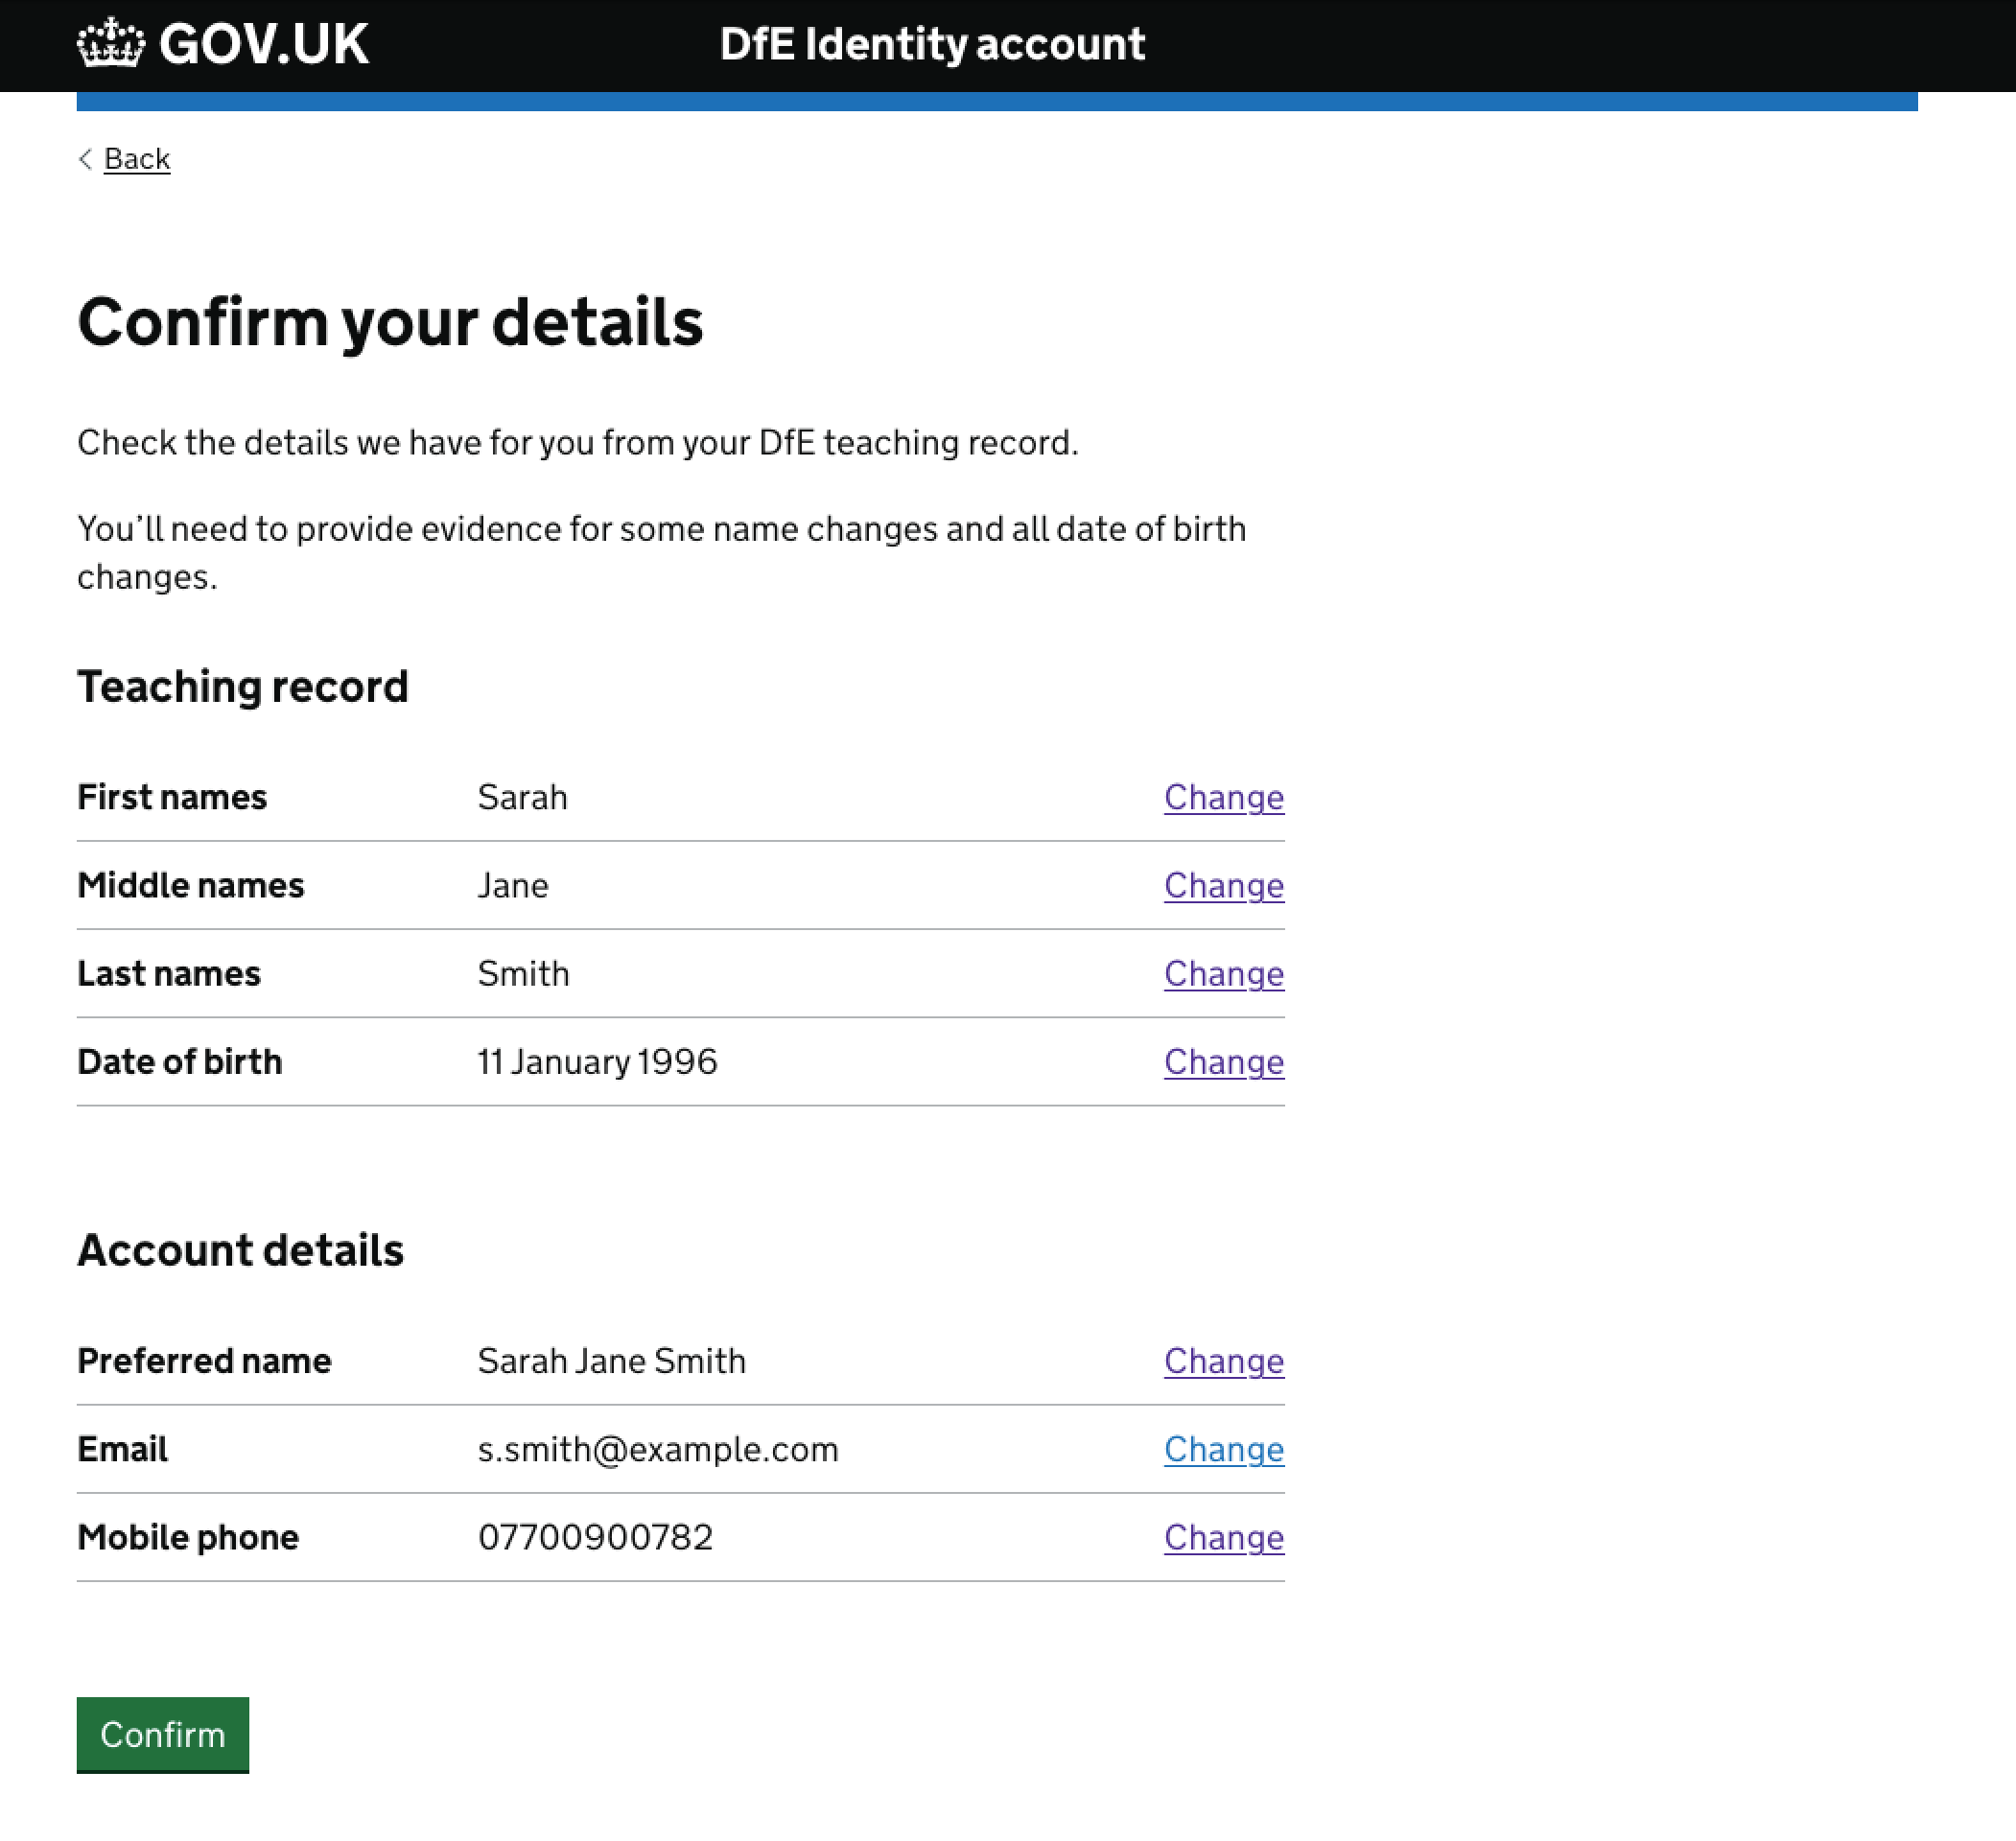 GOV.UK DfE Identity account
Back
Confirm your details
Check the details we have for you from your DfE teaching record.
You’ll need to provide evidence for some name changes and all date of birth
changes.
Teaching record
First names Sarah Change
Middle names Jane Change
Last names Smith Change
Date of birth 11 January 1996 Change
Account details
Preferred name Sarah Jane Smith Change
Email s.smith@example.com Change
Mobile phone 07700900782 Change
Confirm